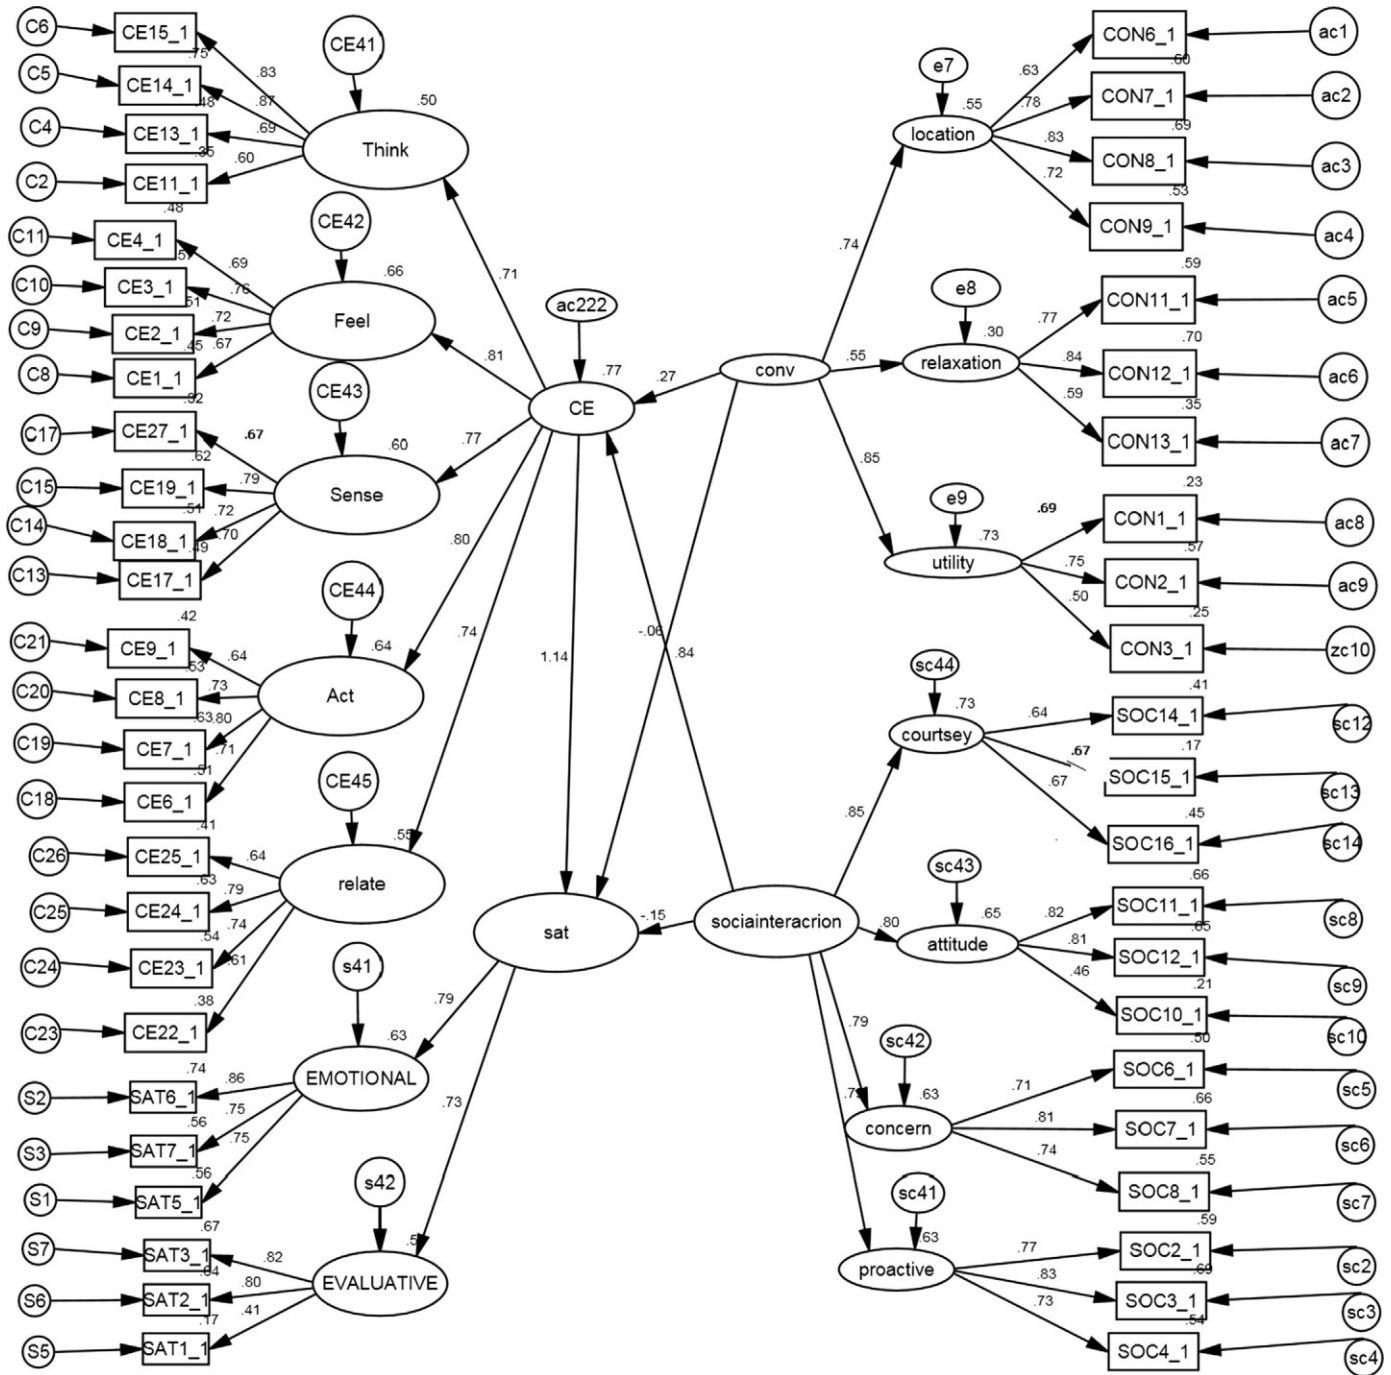 C6
CE15_1
.75
.83
C5
CE14_1
.48
.87
C4
CE13_1
.35
.69
C2
CE11_1
.60
CE41
.50
Think
.48
C11
CE4_1
.69
C10
CE3_1
.51
.76
C9
CE2_1
.45
.72
C8
CE1_1
.67
CE42
.66
Feel
C17
CE27_1
.62
.67
C15
CE19_1
.51
.79
C14
CE18_1
.49
.72
C13
CE17_1
.70
CE43
.60
Sense
.42
C21
CE9_1
.53
.64
C20
CE8_1
.63
.73
C19
CE7_1
.80
C18
CE6_1
.51
.71
CE44
.64
Act
.41
C26
CE25_1
.63
.64
C25
CE24_1
.54
.79
C24
CE23_1
.74
.38
C23
CE22_1
.61
CE45
.55
relate
.74
S2
SAT6_1
.56
.86
S3
SAT7_1
.56
.75
S1
SAT5_1
.75
s41
.63
EMOTIONAL
.67
S7
SAT3_1
.82
S6
SAT2_1
.17
.80
S5
SAT1_1
.41
s42
EVALUATIVE
ac222
.77
CE
.71
.81
.77
.80
.74
1.14
.27
-.06
.84
-.15
.79
.73
sat
conv
sociainteracrion
.74
.55
.85
.85
.80
.79
e7
.55
location
.63
CON6_1
ac1
.60
.78
CON7_1
ac2
.69
.83
CON8_1
ac3
.53
.72
CON9_1
ac4
e8
.30
relaxation
.59
.77
CON11_1
ac5
.70
.84
CON12_1
ac6
.35
.59
CON13_1
ac7
e9
.73
utility
.23
.69
CON1_1
ac8
.57
.75
CON2_1
ac9
.25
.50
CON3_1
zc10
sc44
.73
courtsey
.41
.64
SOC14_1
sc12
.17
.67
SOC15_1
sc13
.45
.67
SOC16_1
sc14
sc43
.65
attitude
.66
.82
SOC11_1
sc8
.65
.81
SOC12_1
sc9
.21
.46
SOC10_1
sc10
sc42
.63
concern
.50
.71
SOC6_1
sc5
.66
.81
SOC7_1
sc6
.55
.74
SOC8_1
sc7
sc41
.63
proactive
.59
.77
SOC2_1
sc2
.69
.83
SOC3_1
sc3
.54
.73
SOC4_1
sc4